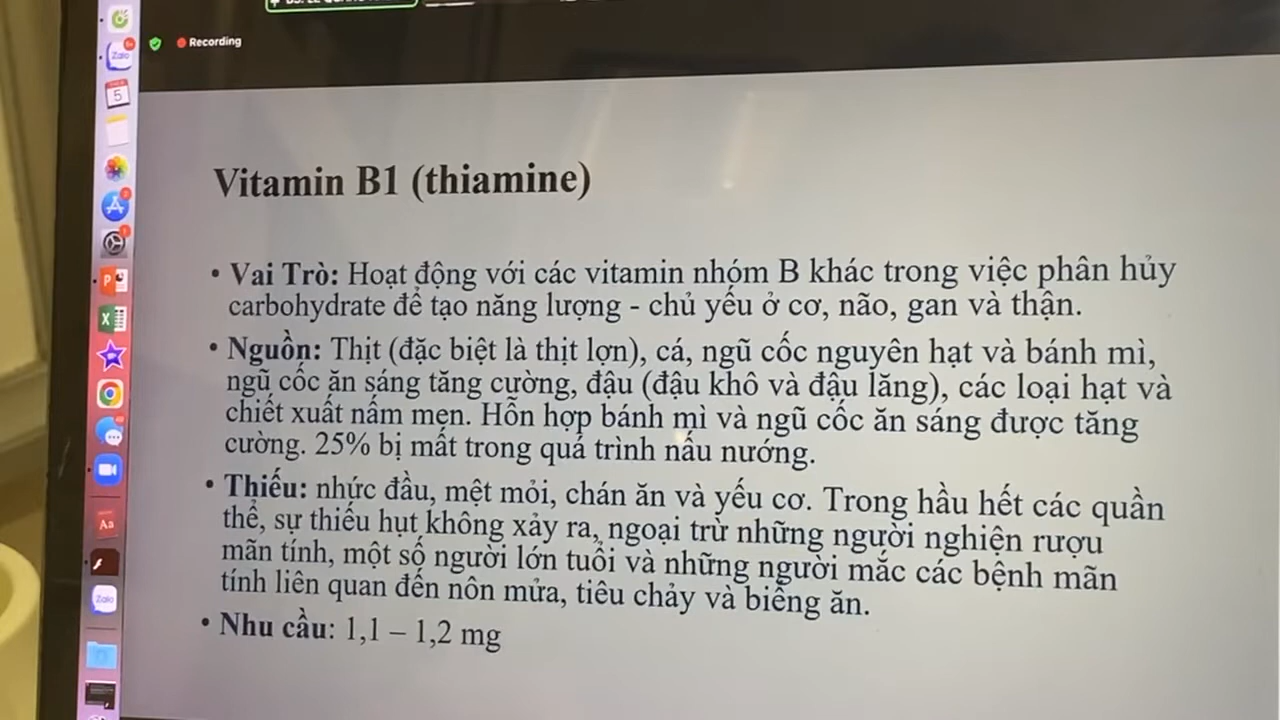 Recording
Zalo
5
Vitamin B1 (thiamine)
• Vai Trò: Hoạt động với các vitamin nhóm B khác trong việc phân hủy
carbohydrate để tạo năng lượng - chủ yếu ở cơ, não, gan và thận.
• Nguồn: Thịt (đặc biệt là thịt lợn), cá, ngũ cốc nguyên hạt và bánh mì,
ngũ cốc ăn sáng tăng cường, đậu (đậu khô và đậu lăng), các loại hạt và
chiết xuất nấm men. Hỗn hợp bánh mì và ngũ cốc ăn sáng được tăng
cường. 25% bị mất trong quá trình nấu nướng.
• Thiếu: nhức đầu, mệt mỏi, chán ăn và yếu cơ. Trong hầu hết các quần
thể, sự thiếu hụt không xảy ra, ngoại trừ những người nghiện rượu
mãn tính, một số người lớn tuổi và những người mắc các bệnh mãn
tính liên quan đến nôn mửa, tiêu chảy và biếng ăn.
• Nhu cầu: 1,1 – 1,2 mg
Aa
Zalo